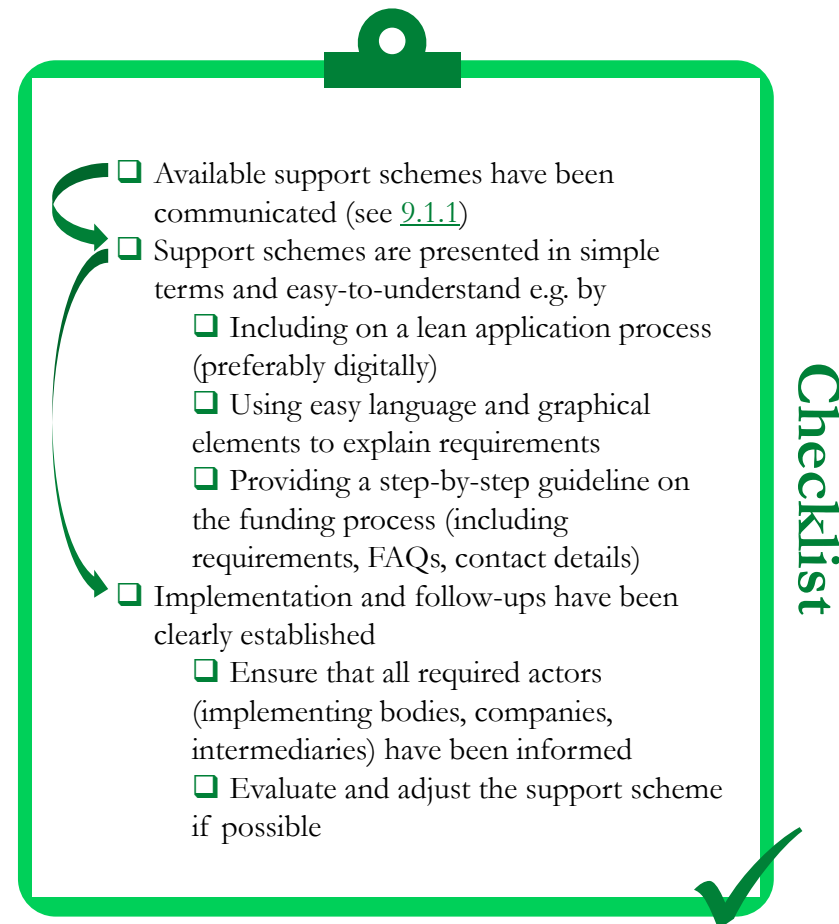 ❑ Available support schemes have been
communicated (see 9.1.1)
❑ Support schemes are presented in simple
terms and easy-to-understand e.g. by
❑ Including on a lean application process
(preferably digitally)
❑ Using easy language and graphical
elements to explain requirements
❑ Providing a step-by-step guideline on
the funding process (including
requirements, FAQs, contact details)
❑ Implementation and follow-ups have been
clearly established
❑ Ensure that all required actors
(implementing bodies, companies,
intermediaries) have been informed
❑ Evaluate and adjust the support scheme
if possible
Checklist